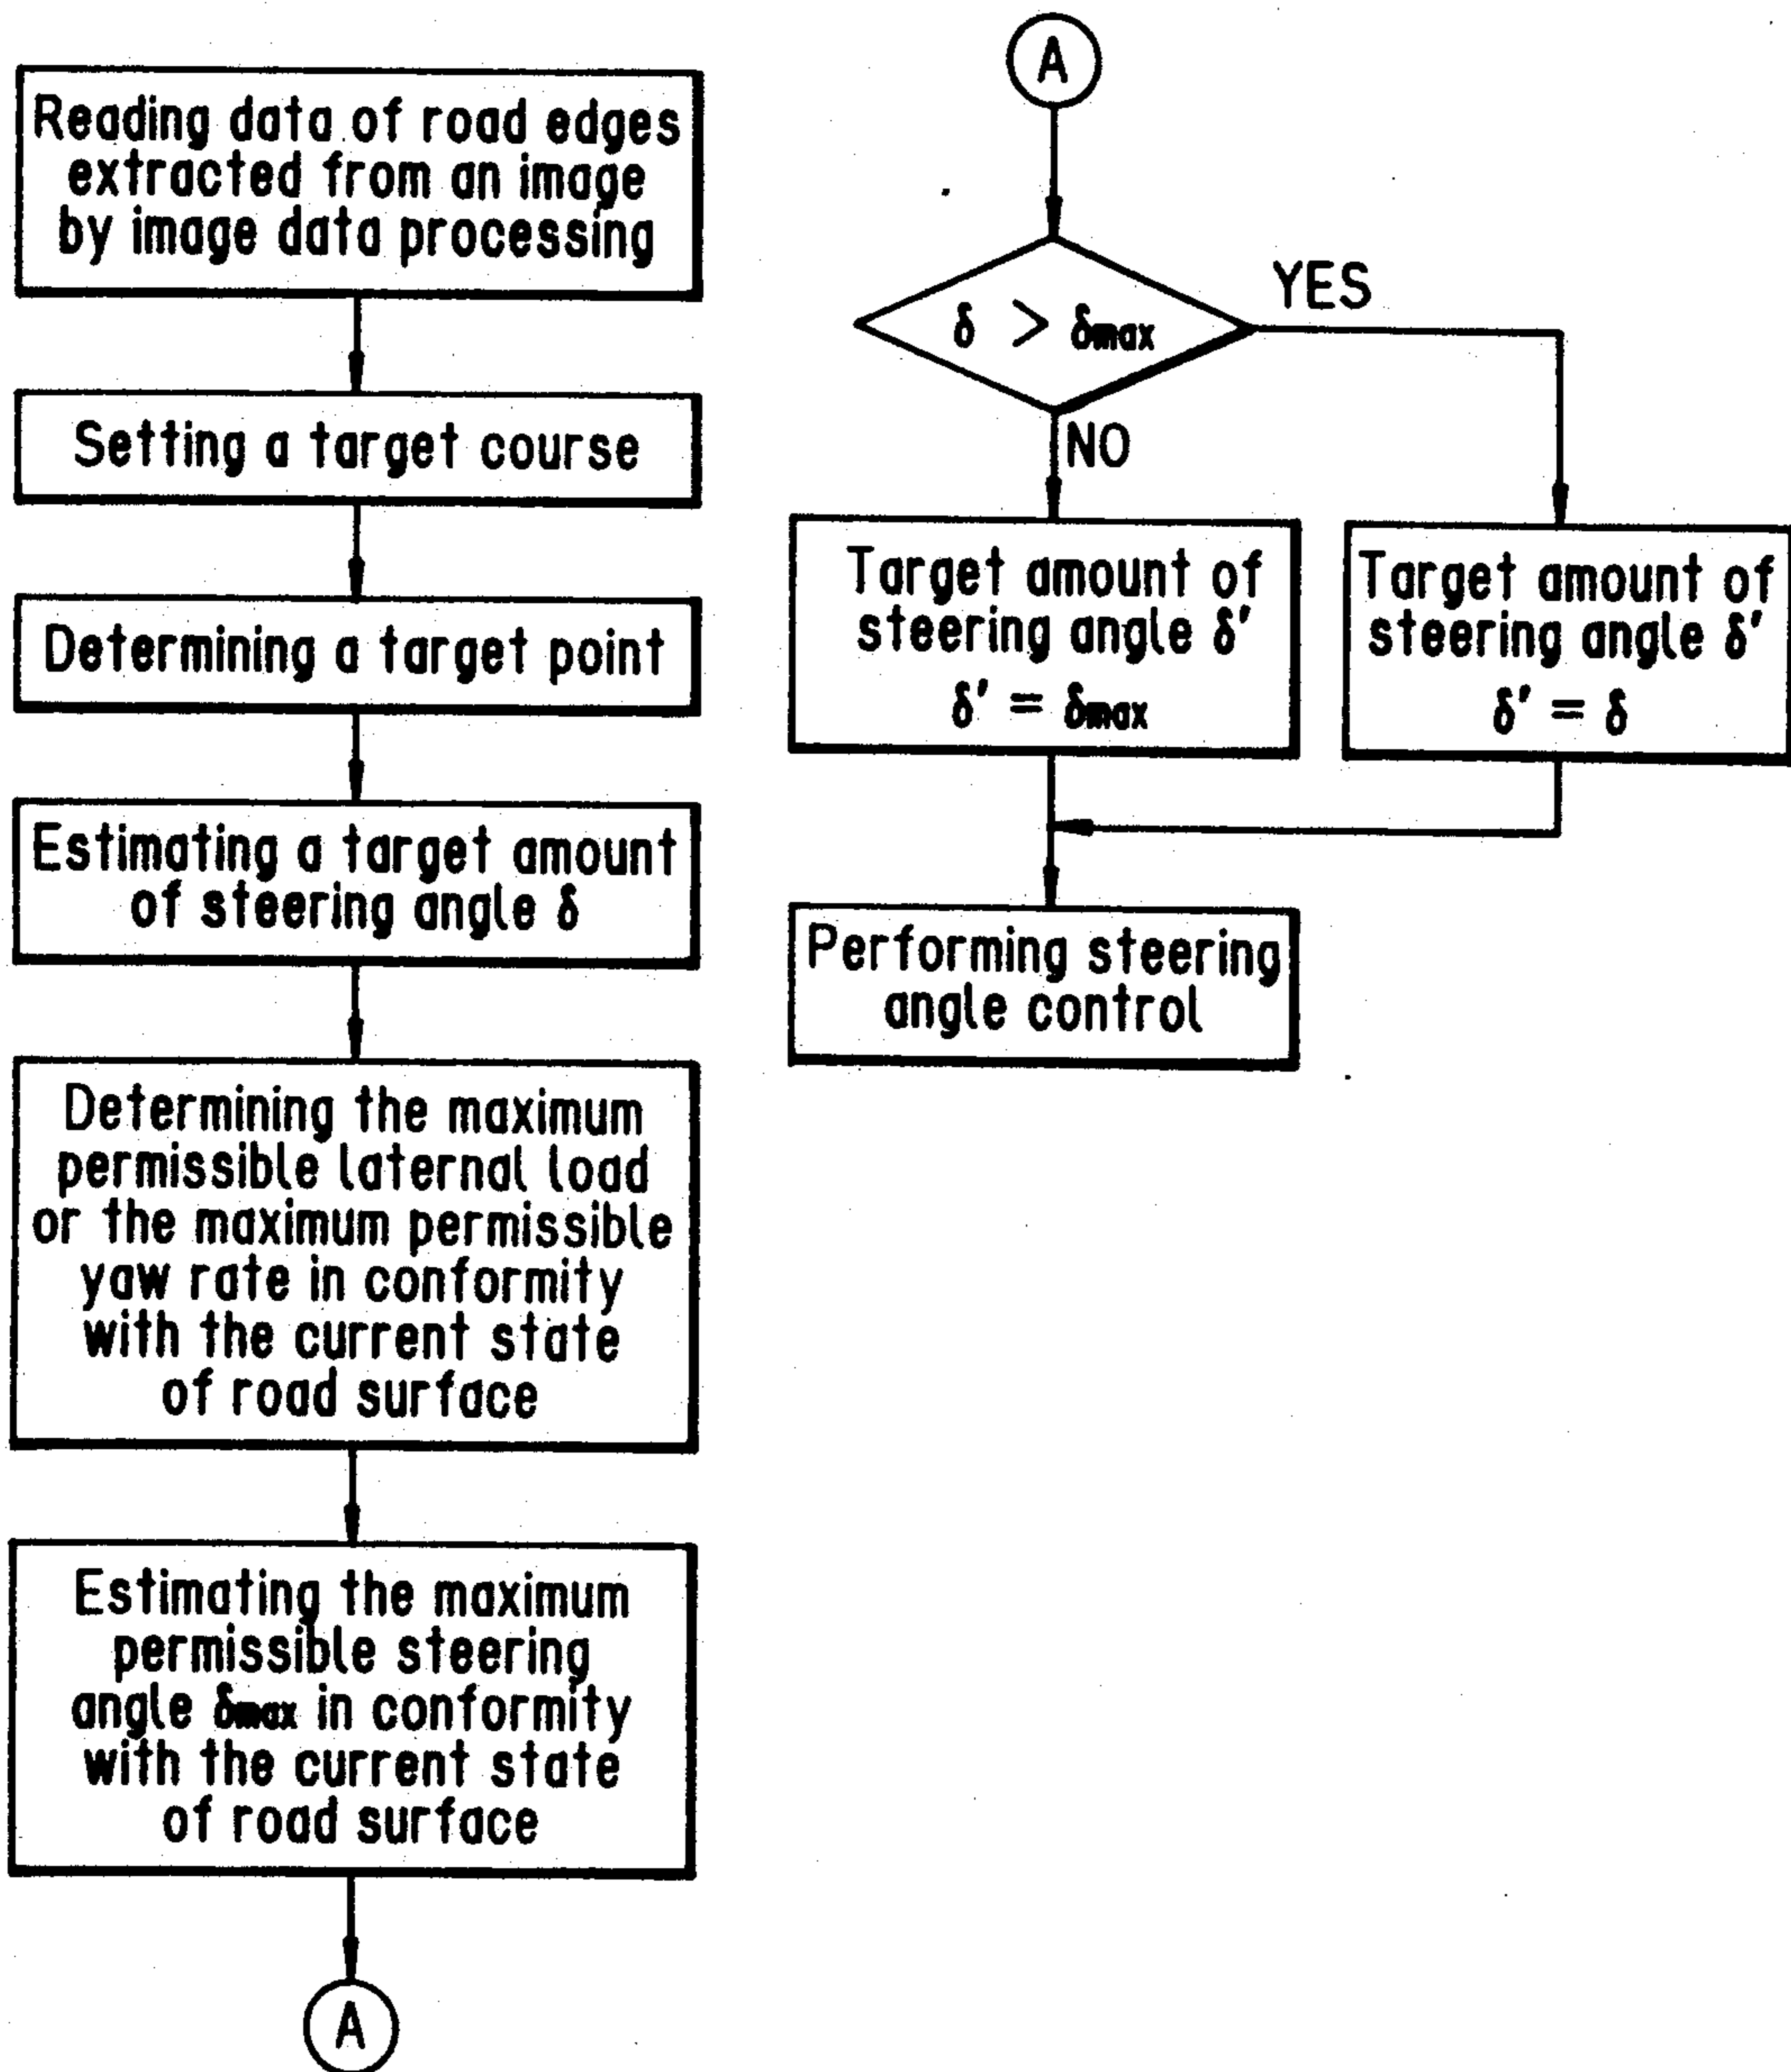 Reading data of road edges
extracted from an image
by image data processing
Setting a target course
Determining a target point
Estimating a target amount
of steering angle δ
Determining the maximum
permissible laternal load
or the maximum permissible
yaw rate in conformity
with the current state
of road surface
Estimating the maximum
permissible steering
angle δmax in conformity
with the current state
of road surface
A
A
δ > δmax
YES
NO
Target amount of
steering angle δ'
δ' = δmax
Target amount of
steering angle δ'
δ' = δ
Performing steering
angle control